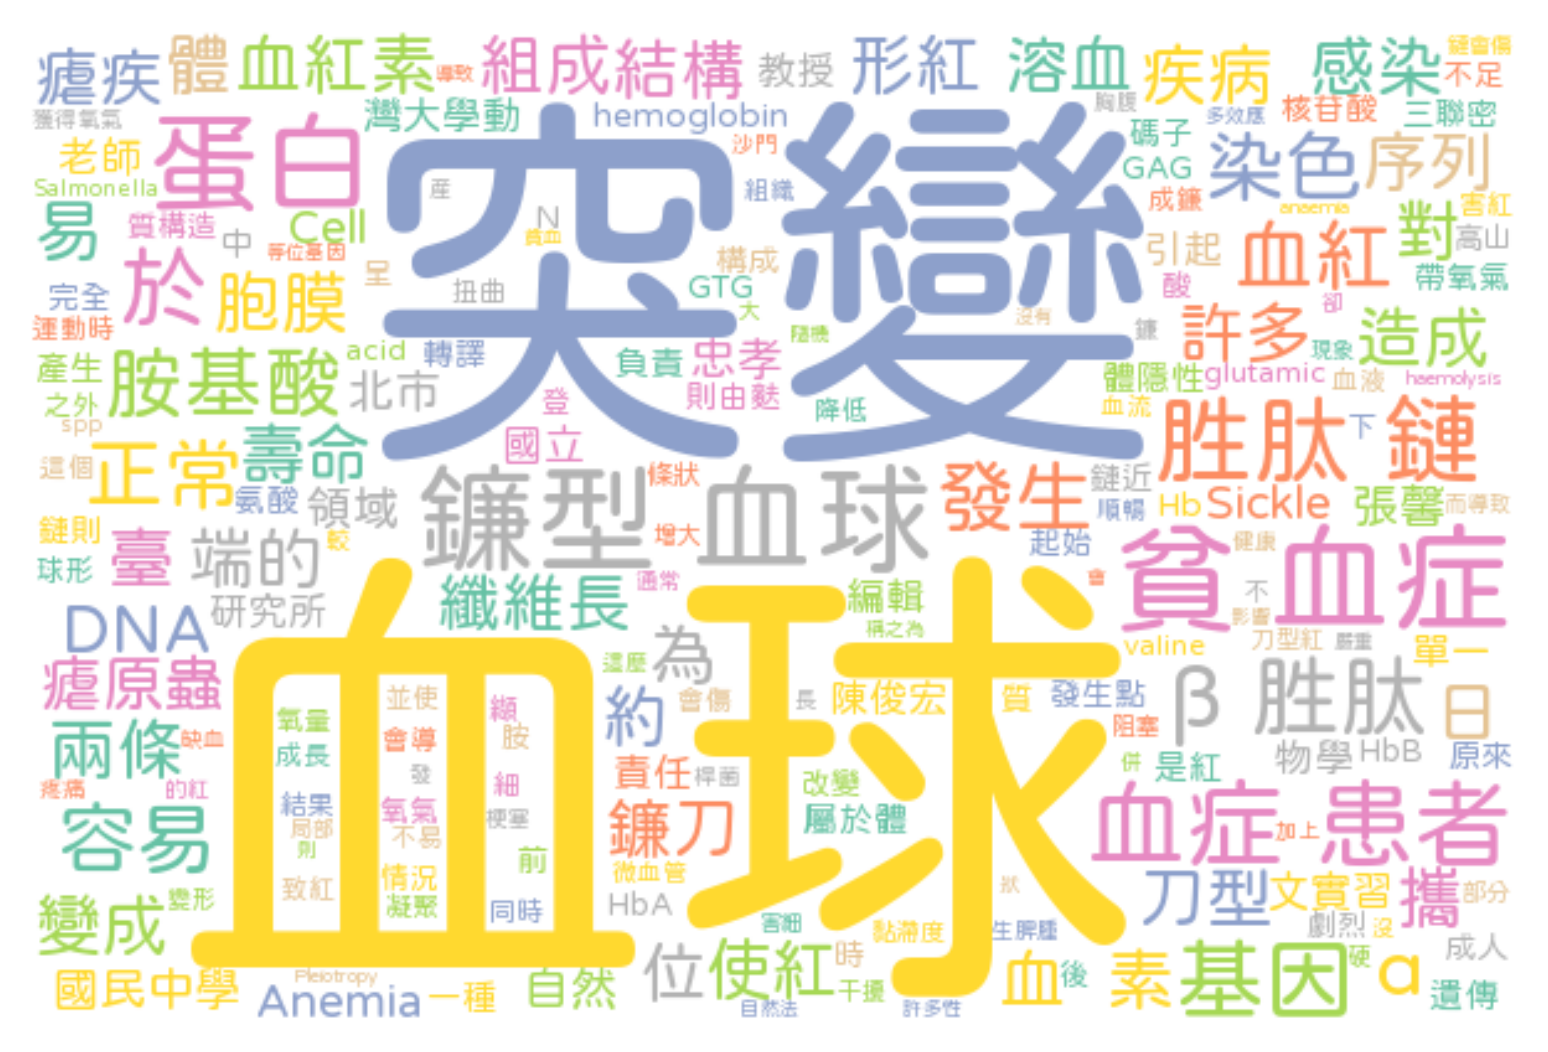 瘧疾 體 血紅素 導致 組成結構 教授 形紅 溶血 疾病 感染 鏈會傷 不足
獲得氧氣 灣大學動 hemoglobin 胸腹 多效應 核苷酸 三聯密
老師 蛋白 突變 沙門 碼子 GAG 染色 序列
Salmonella 產 組織 成鐮 anaemia 害紅
易 質構造 中 Cell 等位基因 N 貧血 構成 引起 血紅 對 高山
於 胞膜 呈 扭曲 GTG 酸 帶氧氣
完全 大 沒有 卻
運動時 隨機 鐮 許多 現象 造成
產生 胺基酸 acid 轉譯 負責 忠孝 體隱性 glutamic 血液 haemolysis
之外 北市 登 則由麩 降低 血流 胜肽 鏈
spp 下
這個 正常 壽命 國立 條狀 發生 鏈近
氨酸 領域 鐮型 血球 順暢 Hb Sickle 張馨 而導致
鏈則 臺 端的 較 增大 起始 貧血症 健康
球形 研究所 纖維長 通常 編輯 會 不 影響
DNA 稱之為 valine 刀型紅 嚴重 單一
瘧原蟲 血球 這麼 為 β 胜肽
兩條 缺血 氧量 並使 纈 約 會傷 長 陳俊宏 質 發生點 日
成長 會導 胺 阻塞 物學 HbB 原來
疼痛 的紅 發 細 責任 桿菌 改變 併 是紅
容易 結果 氧氣 梗塞 鐮刀 屬於體 血症 加上 患者
局部 不易
則 前 微血管
致紅 情況 狀 刀型 文實習 攜 部分
變成 變形 凝聚 同時 HbA 害細 黏滯度 生脾腫 劇烈 沒 成人
國民中學 Pleiotropy 自然 位 使紅 時 血 後 素 基因 硬 α
Anemia 一種 干擾 遺傳
自然法 許多性